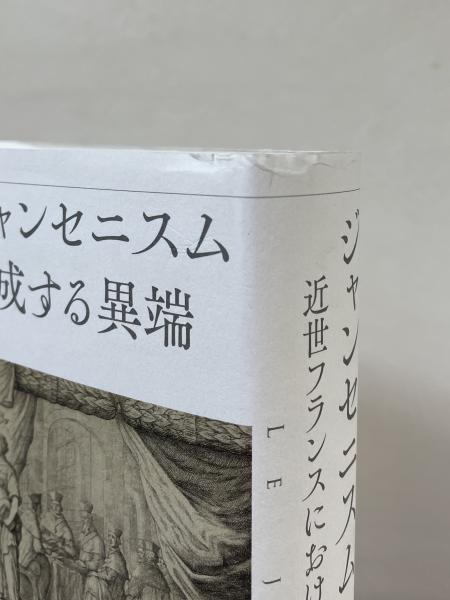 ャンセニスム
成する異端
ジャンセニスム
近世フランスにおけ
L E J